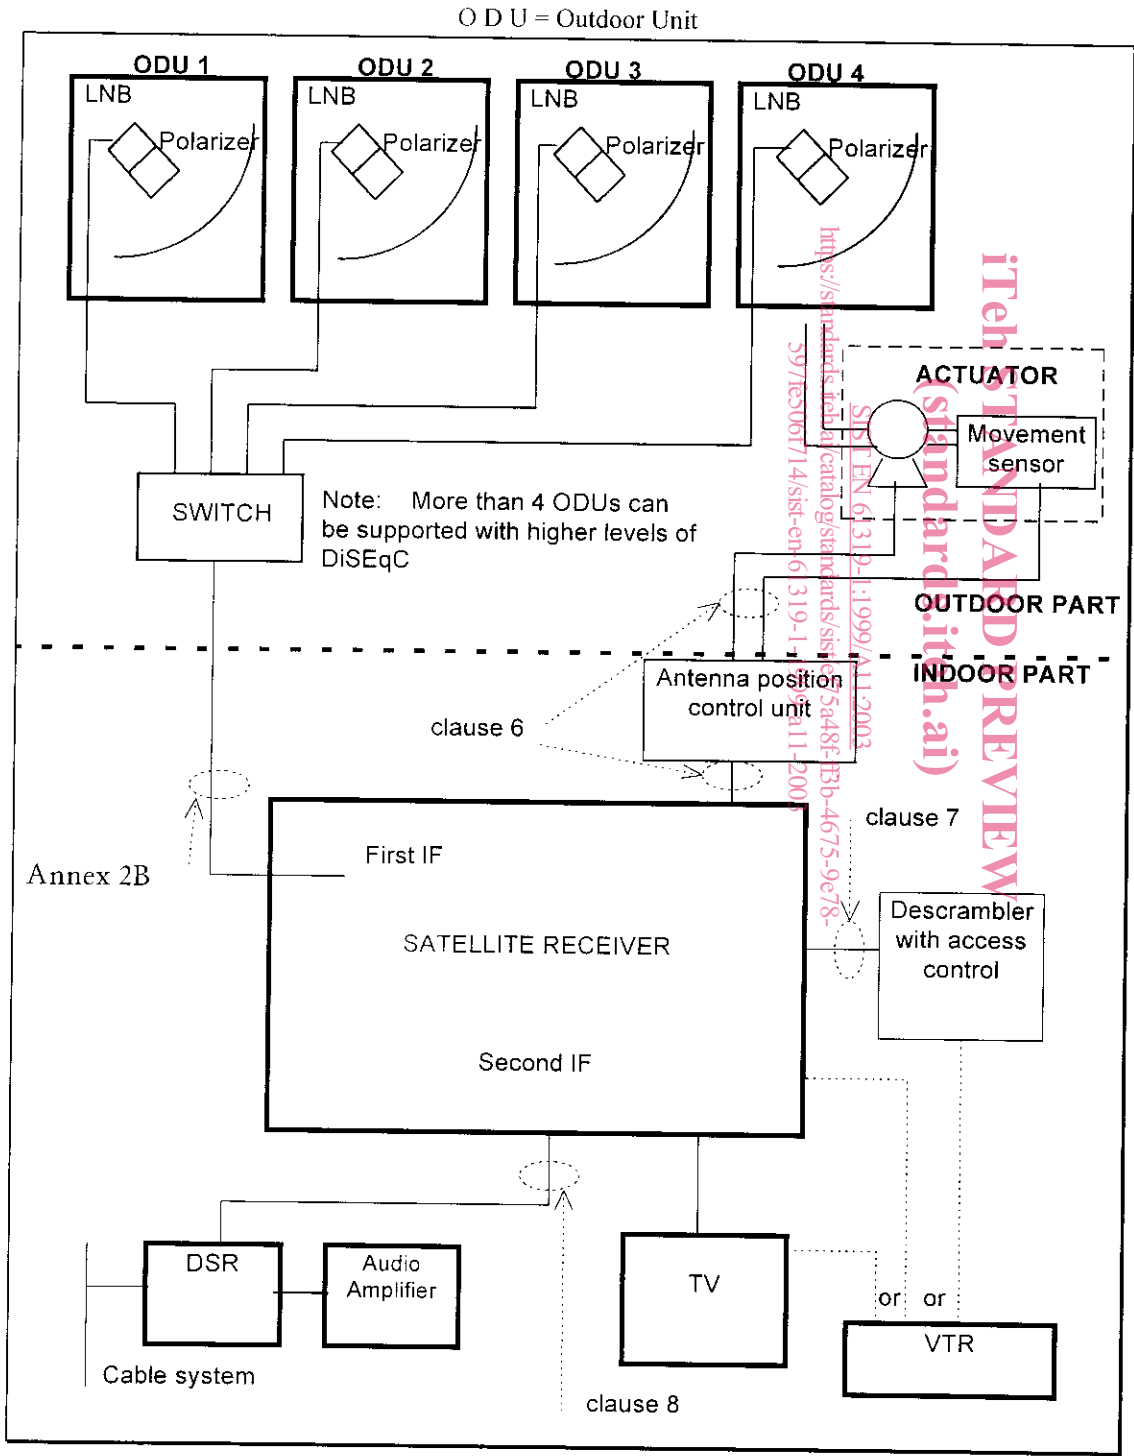 O D U = Outdoor Unit
ODU 1
ODU 2
ODU 3
ODU 4
LNB
LNB
LNB
LNB
Polarizer
Polarizer
Polarizer
Polarizer
ACTUATOR
Movement
sensor
SWITCH
Note: More than 4 ODUs can
be supported with higher levels of
DiSEqC
OUTDOOR PART
INDOOR PART
Antenna position
control unit
clause 6
clause 7
Annex 2B
First IF
SATELLITE RECEIVER
Second IF
Descrambler
with access
control
DSR
Audio
Amplifier
TV
or or
VTR
Cable system
clause 8
iTeh STANDARD PREVIEW
(standards.iteh.ai)
SIST EN 61319-1:1999/A11:2003